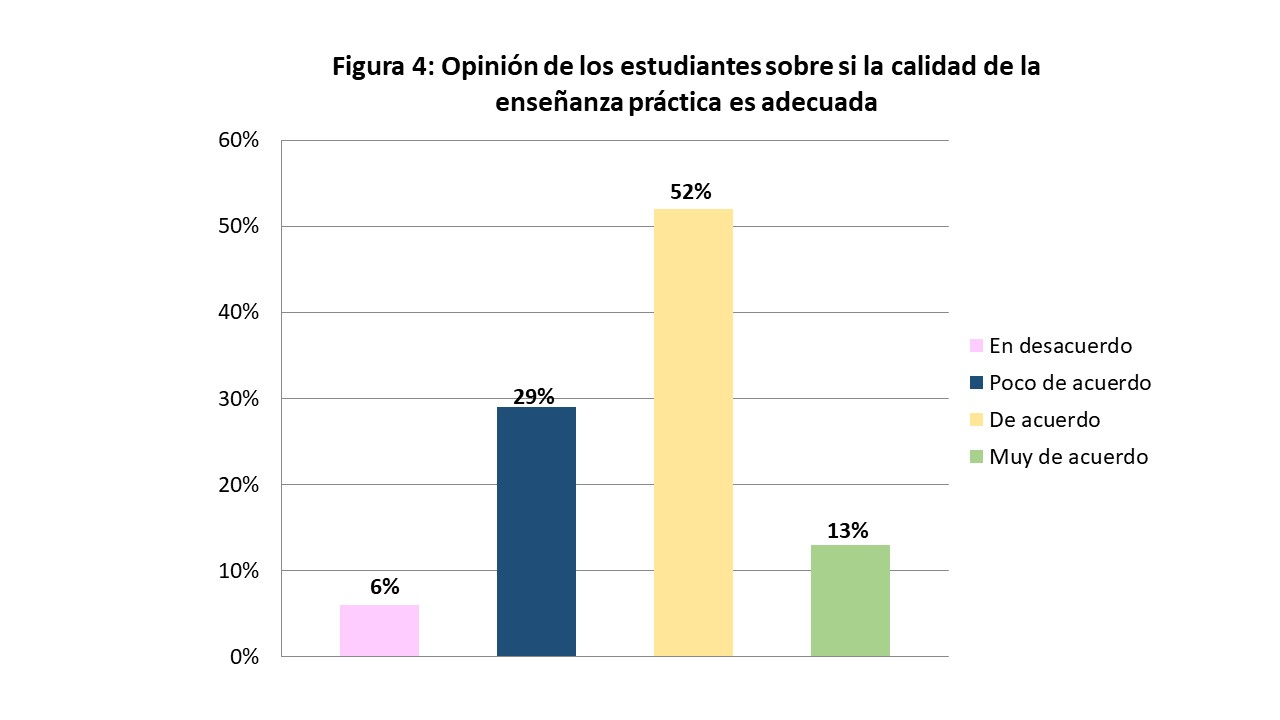 Figura 4: Opinión de los estudiantes sobre si la calidad de la
enseñanza práctica es adecuada
60%
50%
40%
30%
20%
10%
0%
6%
29%
52%
13%
En desacuerdo
Poco de acuerdo
De acuerdo
Muy de acuerdo